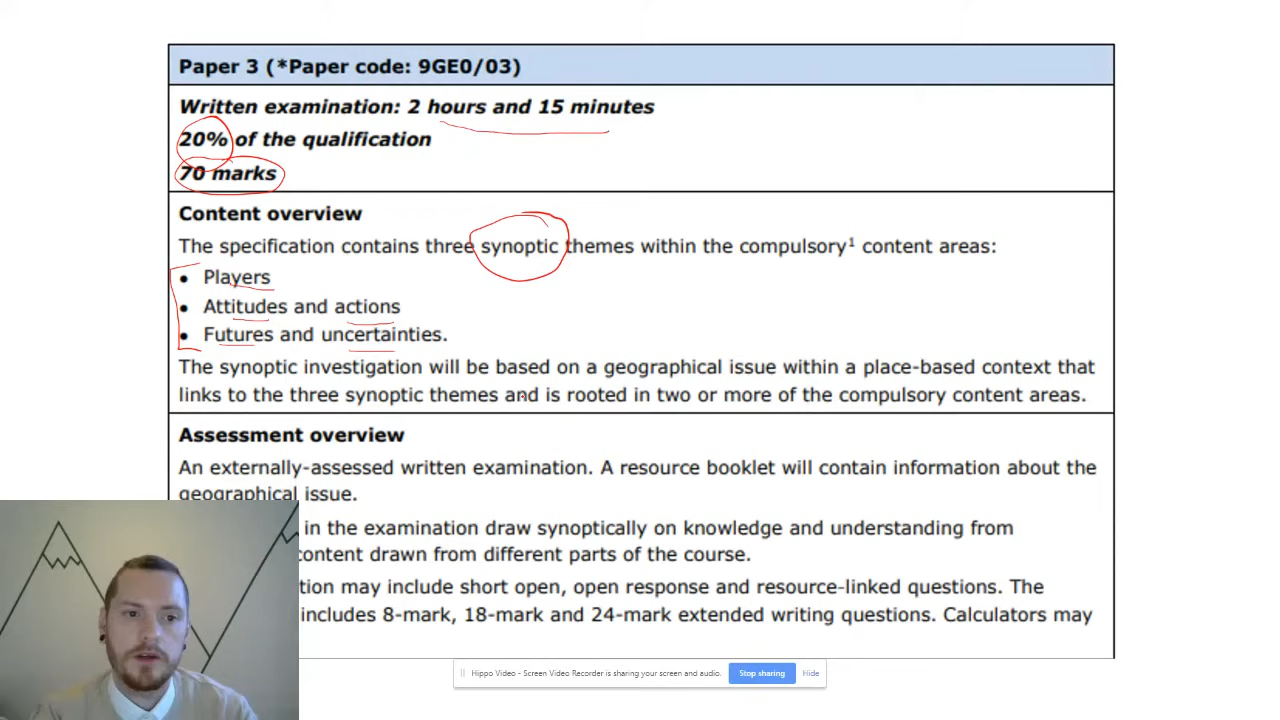 Paper 3 (*Paper code: 9GE0/03)
Written examination: 2 hours and 15 minutes
20% of the qualification
70 marks
Content overview
The specification contains three synoptic themes within the compulsory¹ content areas:
● Players
● Attitudes and actions
● Futures and uncertainties.
The synoptic investigation will be based on a geographical issue within a place-based context that
links to the three synoptic themes and is rooted in two or more of the compulsory content areas.
Assessment overview
An externally-assessed written examination. A resource booklet will contain information about the
geographical issue.
in the examination draw synoptically on knowledge and understanding from
content drawn from different parts of the course.
tion may include short open, open response and resource-linked questions. The
includes 8-mark, 18-mark and 24-mark extended writing questions. Calculators may
Hippo Video - Screen Video Recorder is sharing your screen and audio. Stop sharing Hide